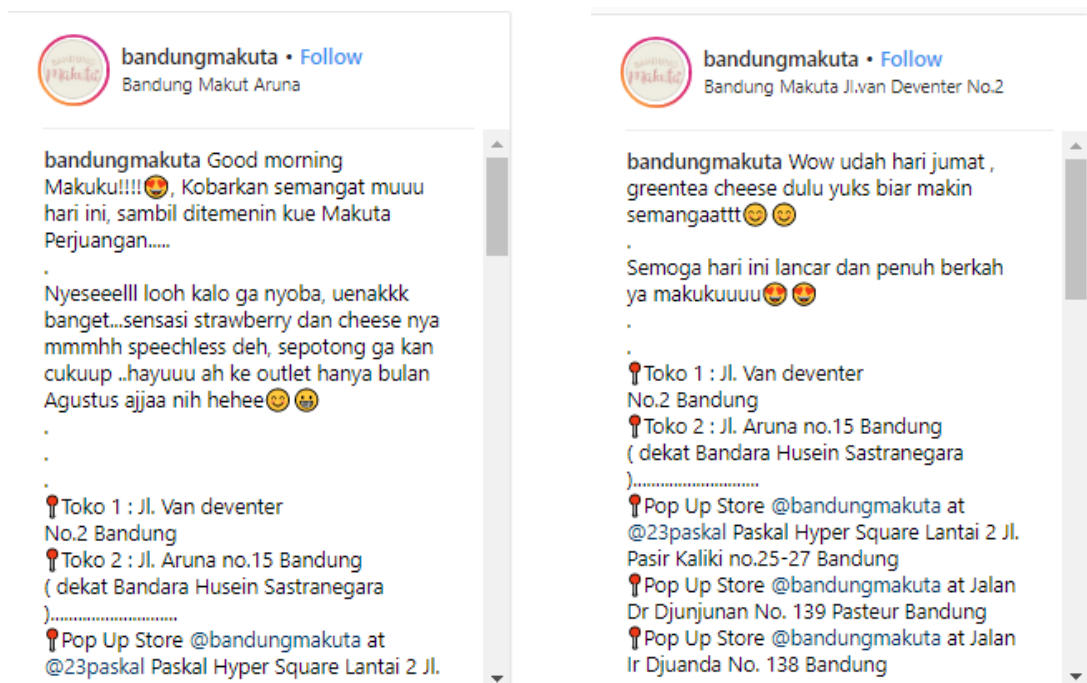 bandungmakuta • Follow
Bandung Makut Aruna
bandungmakuta Good morning
Makuku!!!!😍, Kobarkan semangat muuu
hari ini, sambil ditemenin kue Makuta
Perjuangan.....
.
Nyeseeelll looh kalo ga nyoba, uenakkk
banget...sensasi strawberry dan cheese nya
mmmhh speechless deh, sepotong ga kan
cukuup ..hayuuu ah ke outlet hanya bulan
Agustus ajjaa nih hehee😊😀
.
.
.
📍Toko 1 : Jl. Van deventer
No.2 Bandung
📍Toko 2 : Jl. Aruna no.15 Bandung
( dekat Bandara Husein Sastranegara
)............................
📍Pop Up Store @bandungmakuta at
@23paskal Paskal Hyper Square Lantai 2 Jl.
bandungmakuta • Follow
Bandung Makuta Jl.van Deventer No.2
bandungmakuta Wow udah hari jumat ,
greentea cheese dulu yuks biar makin
semangaattt😊😊
.
Semoga hari ini lancar dan penuh berkah
ya makukuuuu😍😍
.
.
📍Toko 1 : Jl. Van deventer
No.2 Bandung
📍Toko 2 : Jl. Aruna no.15 Bandung
( dekat Bandara Husein Sastranegara
)............................
📍Pop Up Store @bandungmakuta at
@23paskal Paskal Hyper Square Lantai 2 Jl.
Pasir Kaliki no.25-27 Bandung
📍Pop Up Store @bandungmakuta at Jalan
Dr Djunjunan No. 139 Pasteur Bandung
📍Pop Up Store @bandungmakuta at Jalan
Ir Djuanda No. 138 Bandung